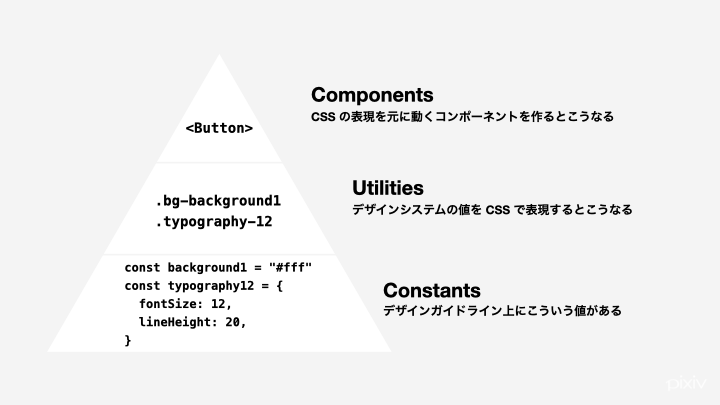 Components
CSS の表現を元に動くコンポーネントを作るとこうなる
<Button>
Utilities
デザインシステムの値を CSS で表現するとこうなる
.bg-background1
.typography-12
Constants
デザインガイドライン上にこういう値がある
const background1 = "#fff"
const typography12 = {
  fontSize: 12,
  lineHeight: 20,
}
pixiv